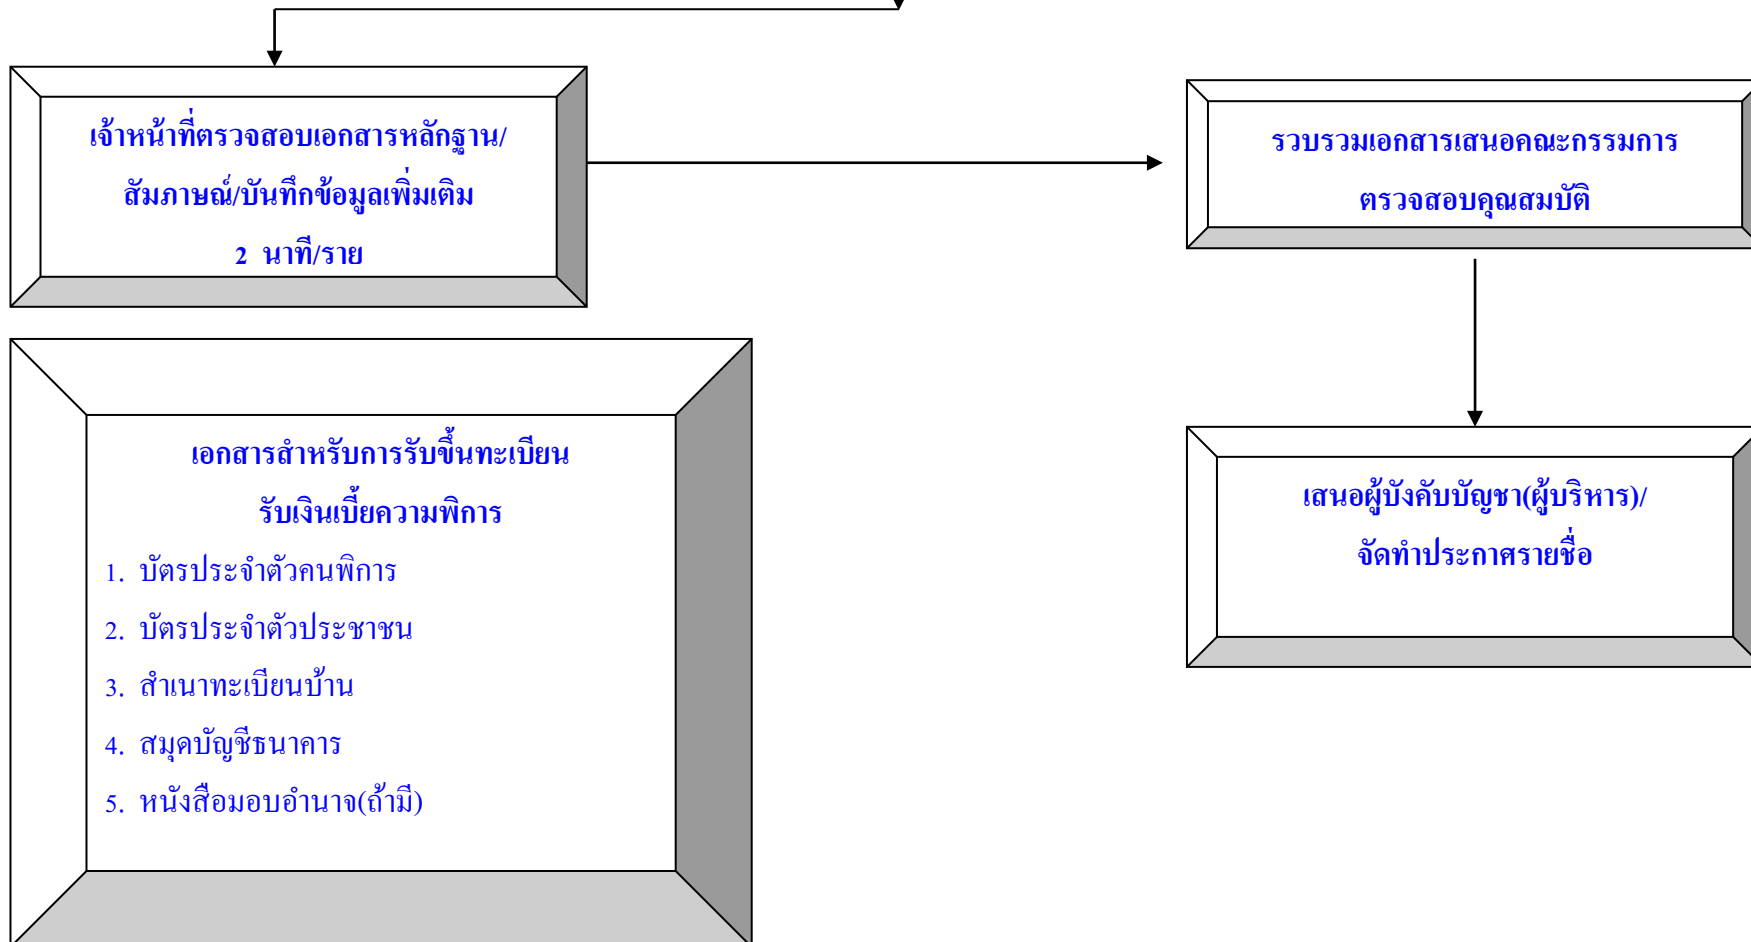 เจ้าหน้าที่ตรวจสอบเอกสารหลักฐาน/
สัมภาษณ์/บันทึกข้อมูลเพิ่มเติม
2 นาที/ราย
รวบรวมเอกสารเสนอคณะกรรมการ
ตรวจสอบคุณสมบัติ
เอกสารสำหรับการรับขึ้นทะเบียน
รับเงินเบี้ยความพิการ
1. บัตรประจำตัวคนพิการ
2. บัตรประจำตัวประชาชน
3. สำเนาทะเบียนบ้าน
4. สมุดบัญชีธนาคาร
5. หนังสือมอบอำนาจ(ถ้ามี)
เสนอผู้บังคับบัญชา(ผู้บริหาร)/
จัดทำประกาศรายชื่อ